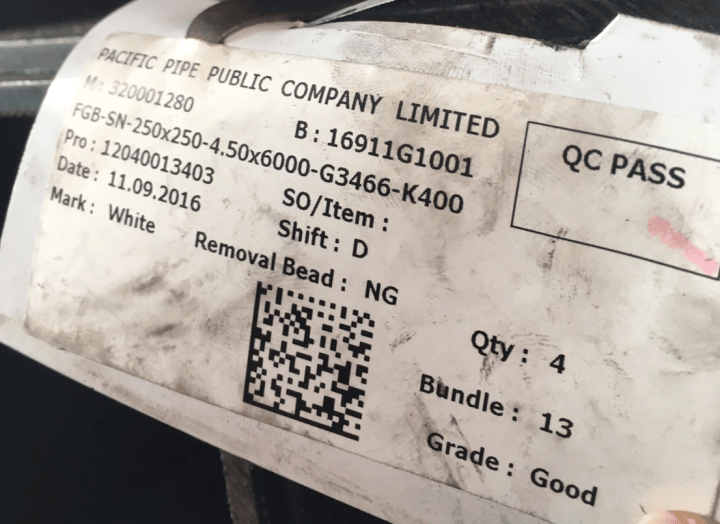 PACIFIC PIPE PUBLIC COMPANY LIMITED
M: 320001280 B: 16911G1001
FGB-SN-250x250-4.50x6000-G3466-K400
Pro: 12040013403 SO/Item:
Date: 11.09.2016 Shift: D
Mark: White Removal Bead: NG
QC PASS
Qty: 4
Bundle: 13
Grade: Good